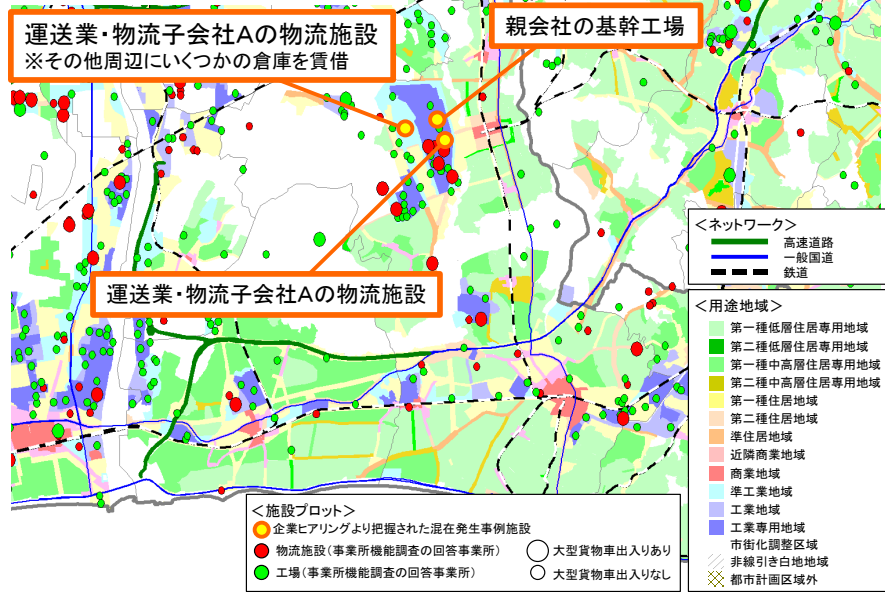 運送業・物流子会社Aの物流施設
※その他周辺にいくつかの倉庫を賃借
親会社の基幹工場
運送業・物流子会社Aの物流施設
＜ネットワーク＞
高速道路
一般国道
鉄道
＜用途地域＞
第一種低層住居専用地域
第二種低層住居専用地域
第一種中高層住居専用地域
第二種中高層住居専用地域
第一種住居地域
第二種住居地域
準住居地域
近隣商業地域
商業地域
準工業地域
工業地域
工業専用地域
市街化調整区域
非線引き白地地域
都市計画区域外
＜施設プロット＞
企業ヒアリングより把握された混在発生事例施設
物流施設（事業所機能調査の回答事業所）
大型貨物車出入りあり
工場（事業所機能調査の回答事業所）
大型貨物車出入りなし